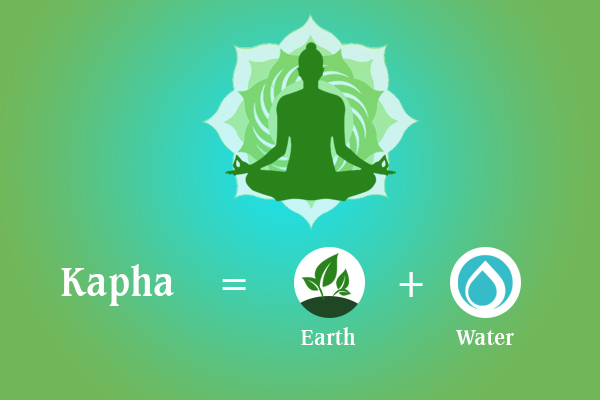 Kapha = + 
Earth Water